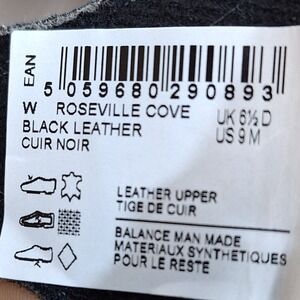 EAN
5 059680 290893
W ROSEVILLE COVE UK 6½ D
BLACK LEATHER US 9 M
CUIR NOIR
LEATHER UPPER
TIGE DE CUIR
BALANCE MAN MADE
MATERIAUX SYNTHETIQUES
POUR LE RESTE